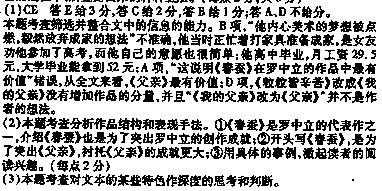 (1)CE 答E给3分,答C给2分,答B给1分;答A、D不给分。
本题考查筛选并整合文中的信息的能力。B项,“他内心美术的梦想被点
燃,毅然放弃成家的想法”不准确,他当时正忙着打家具准备成家,是女友
劝他参加了高考,而他自己的意愿也很简单:他高中毕业,月工资29.5
元,大学毕业能拿到52元;A项,“这说明《春蚕》在罗中立的作品中最有
价值”错误,从全文来看,《父亲》最有价值;D项,《粒粒皆辛苦》改成《我
的父亲》没有增加作品的分量,并且“《我的父亲》改为《父亲》”并不是作
者的想法。
(2)本题考查分析作品结构和表现手法。①《春蚕》是罗中立的代表作之
一,介绍《春蚕》也是为了突出罗中立的创作成就;②开头写《春蚕》,是为
了突出《父亲》,衬托《父亲》的成就更大;③用具体的事例,激起读者的阅
读兴趣。(每点2分)
(3)本题考查对文本的某些特色作深度的思考和判断。